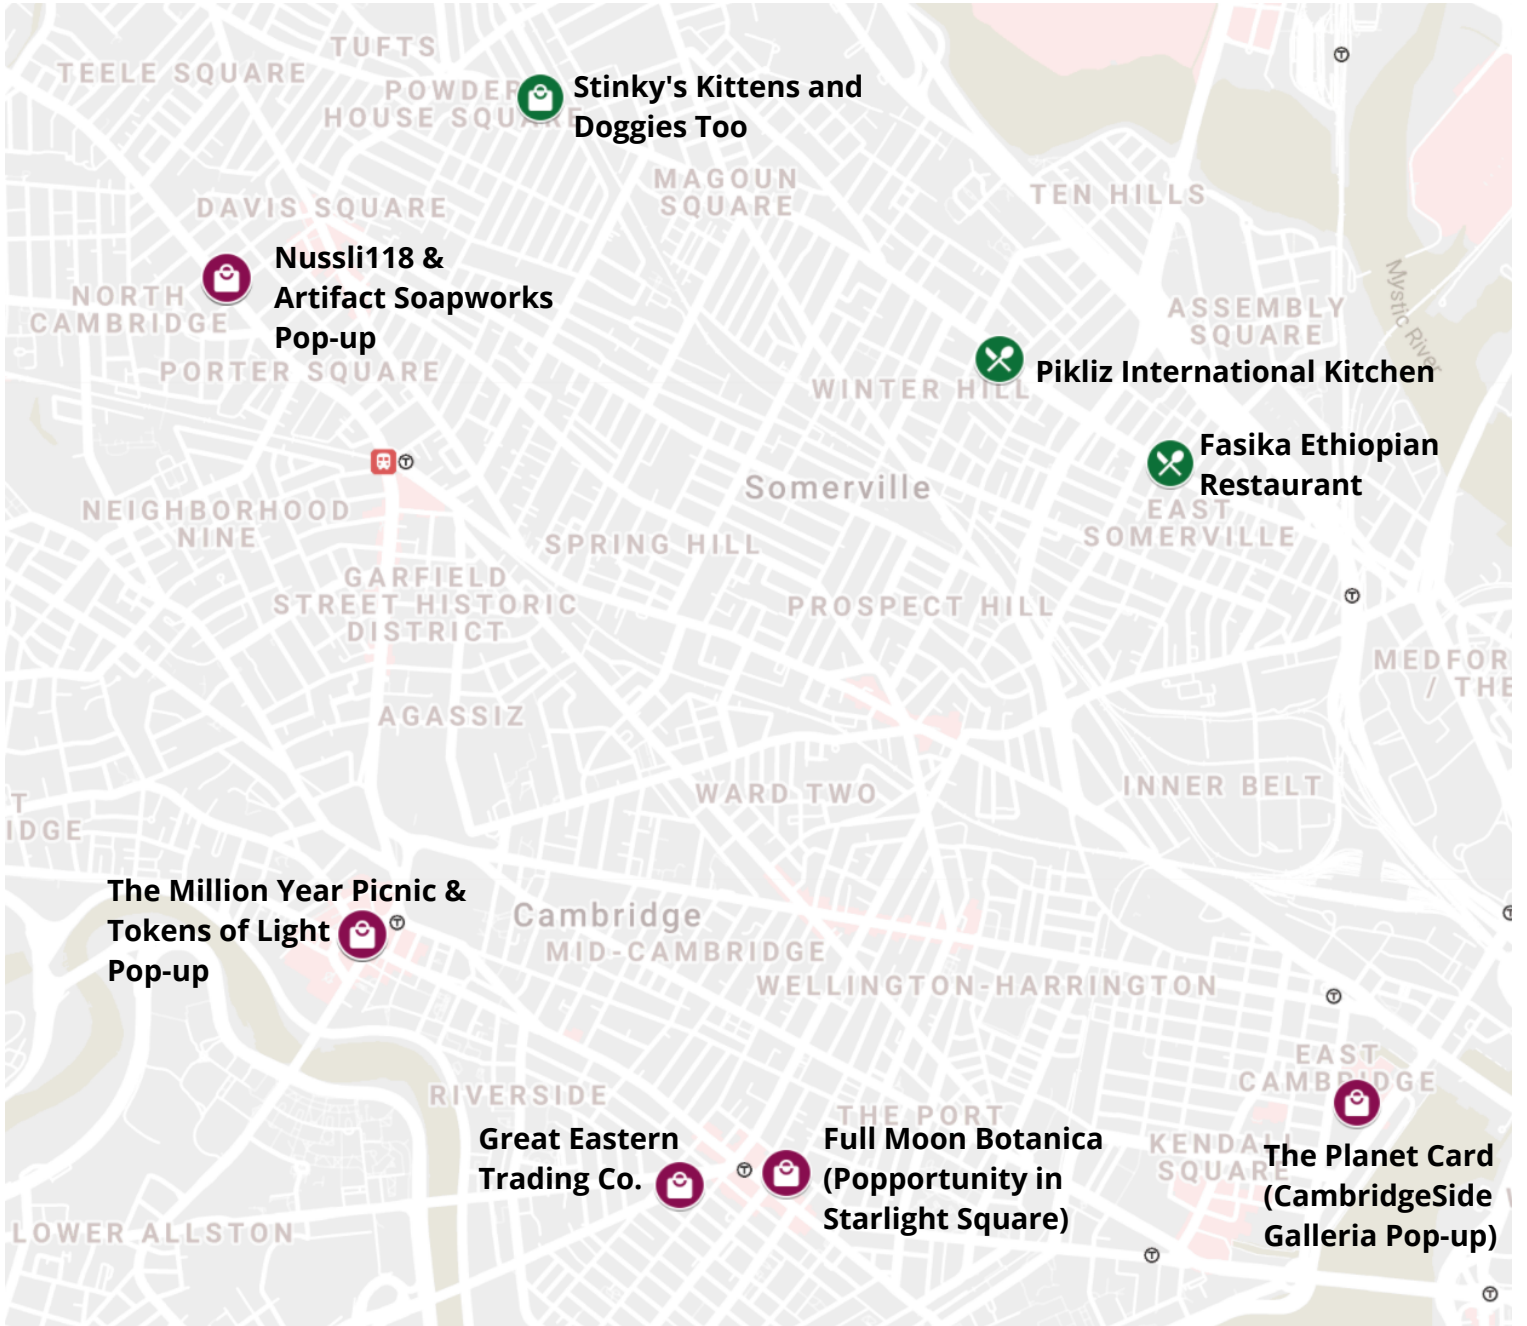 TUFTS
TEELE SQUARE
POWDER
HOUSE SQUARE
Stinky's Kittens and
Doggies Too
MAGOUN
SQUARE
TEN HILLS
DAVIS SQUARE
Nussli118 &
Artifact Soapworks
Pop-up
NORTH
CAMBRIDGE
Mystic River
ASSEMBLY
SQUARE
PORTER SQUARE
WINTER HILL
Pikliz International Kitchen
Fasika Ethiopian
Restaurant
Somerville
EAST
SOMERVILLE
NEIGHBORHOOD
NINE
SPRING HILL
GARFIELD
STREET HISTORIC
DISTRICT
PROSPECT HILL
MEDFOR
/ THE
AGASSIZ
WARD TWO
INNER BELT
T
IDGE
The Million Year Picnic &
Tokens of Light
Pop-up
Cambridge
MID-CAMBRIDGE
WELLINGTON-HARRINGTON
EAST
CAMBRIDGE
RIVERSIDE
THE PORT
Great Eastern
Trading Co.
Full Moon Botanica
(Popportunity in
Starlight Square)
KENDALL
SQUARE
The Planet Card
(CambridgeSide
Galleria Pop-up)
LOWER ALLSTON